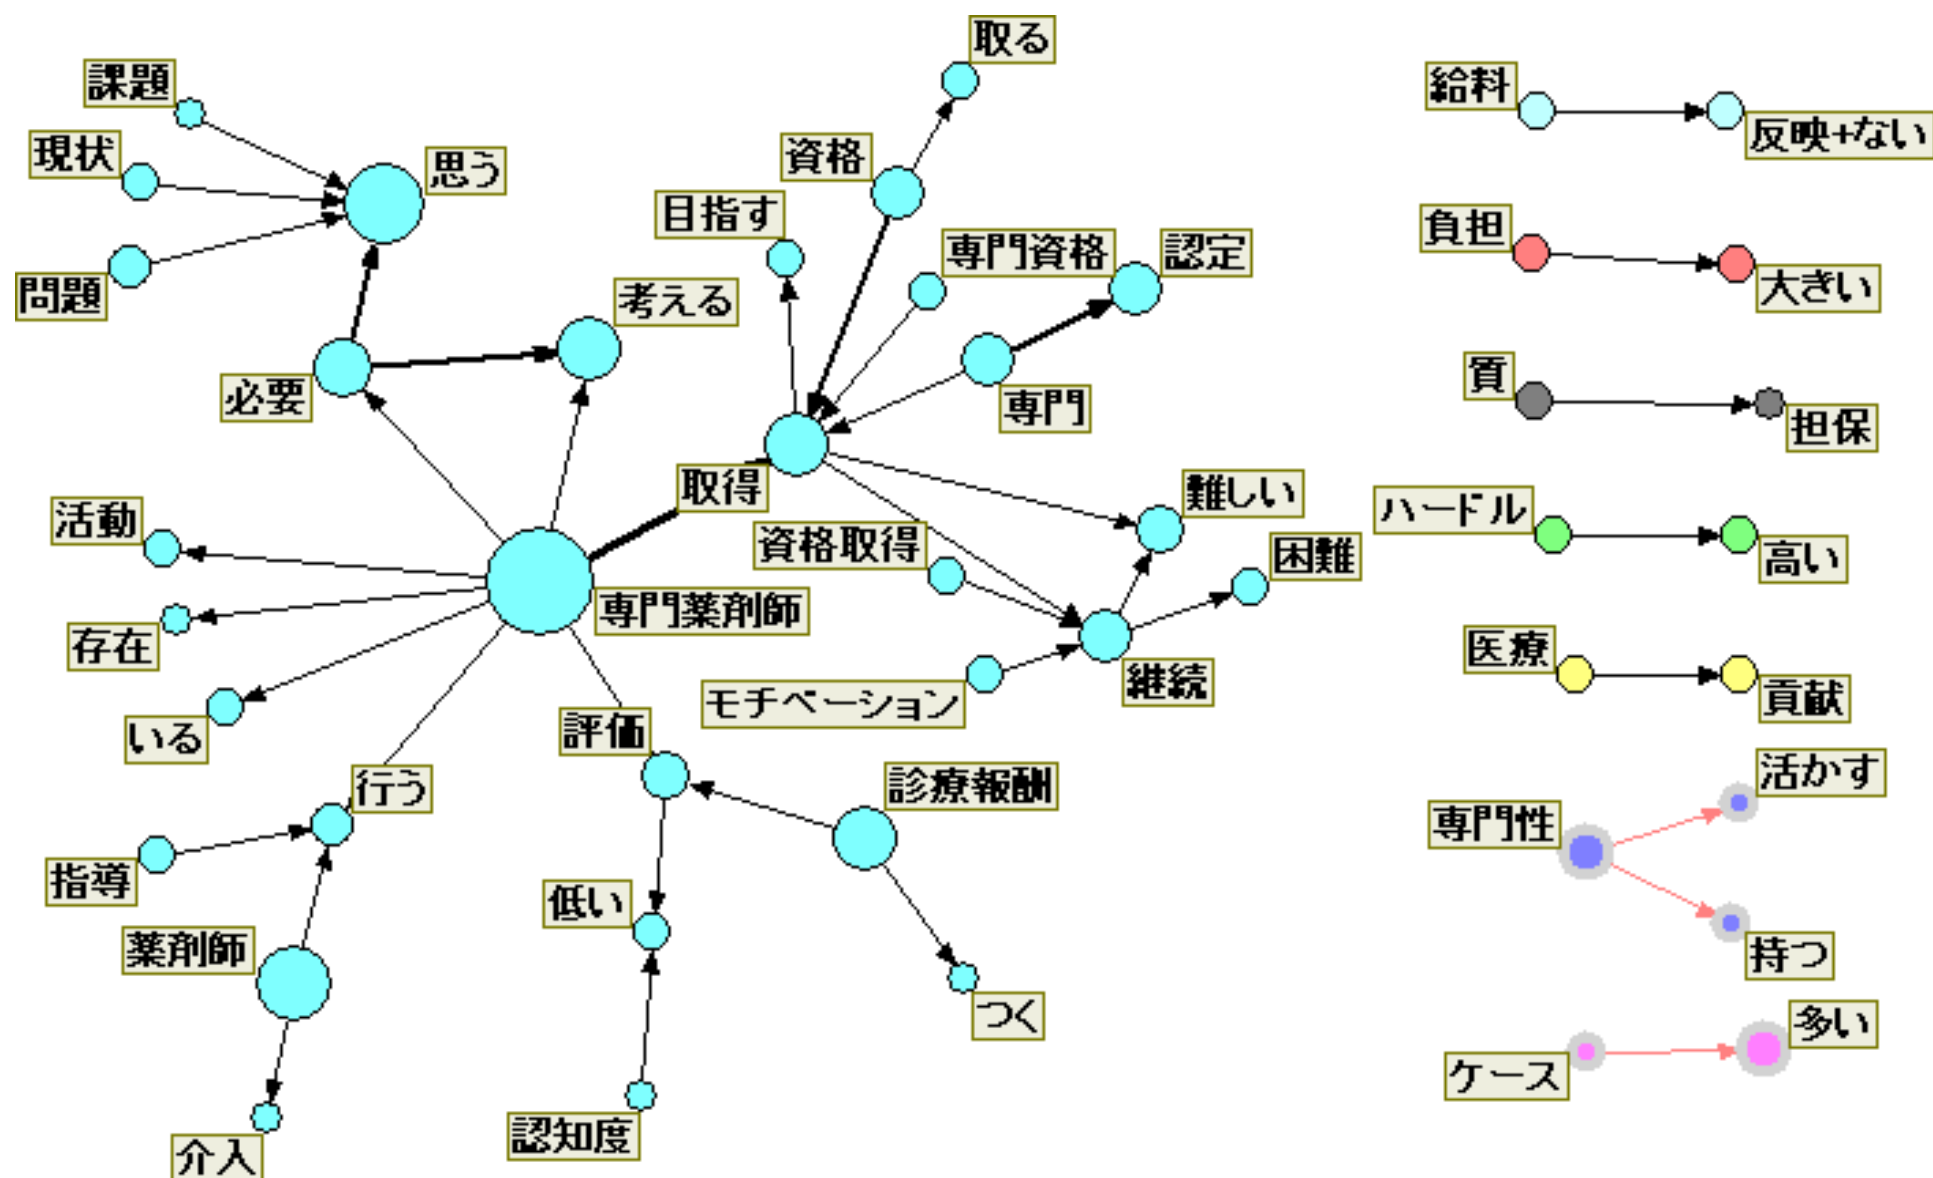 取る
課題
給料
反映+ない
現状
思う
資格
目指す
専門資格
認定
負担
大きい
問題
考える
必要
専門
質
担保
取得
難しい
活動
資格取得
困難
ハードル
高い
専門薬剤師
存在
継続
モチベーション
医療
貢献
いる
評価
行う
診療報酬
活かす
専門性
指導
低い
薬剤師
持つ
つく
多い
ケース
認知度
介入